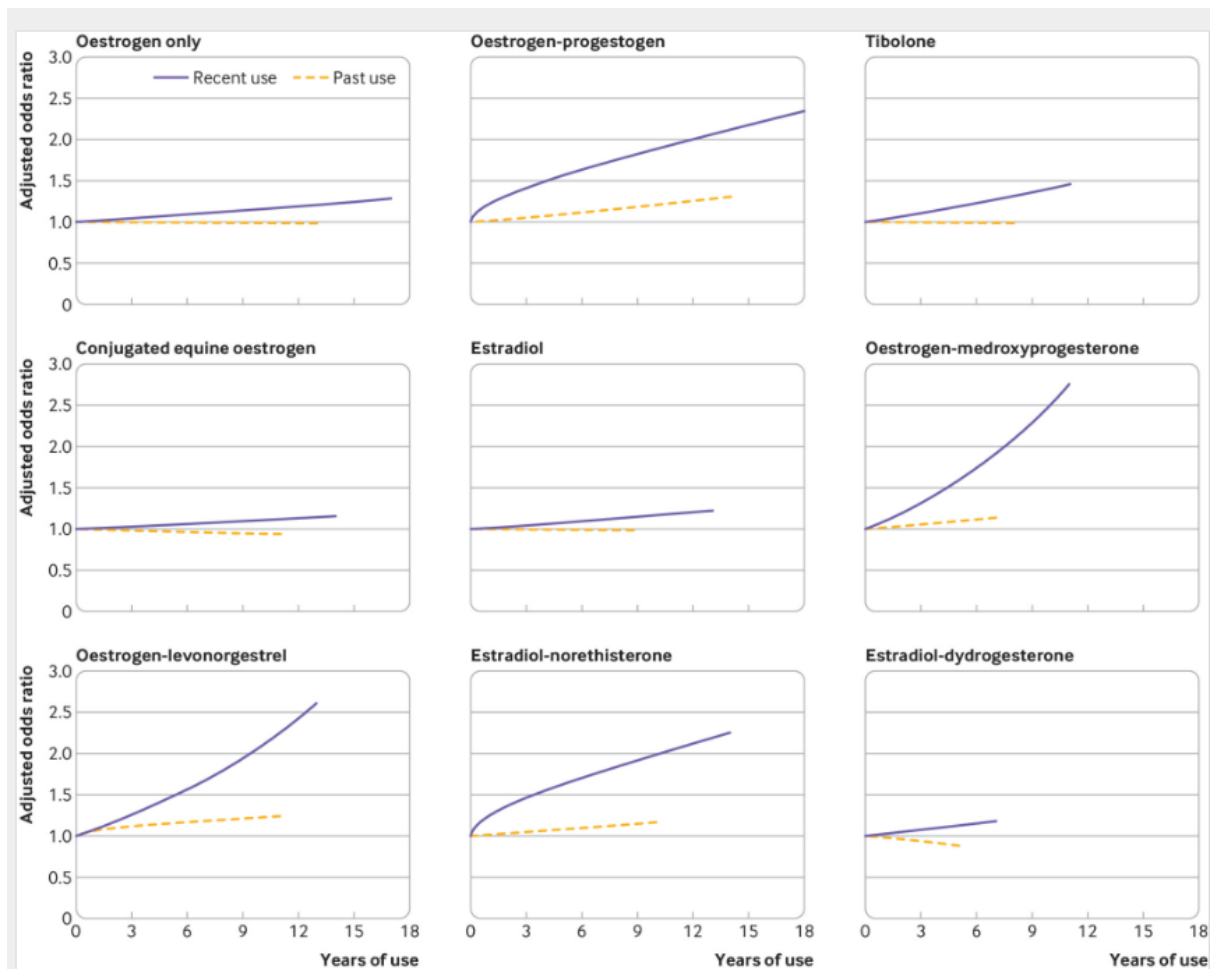 Oestrogen only
Oestrogen-progestogen
Tibolone
Adjusted odds ratio
3.0
2.5
2.0
1.5
1.0
0.5
0
Recent use
Past use
Conjugated equine oestrogen
Estradiol
Oestrogen-medroxyprogesterone
Adjusted odds ratio
3.0
2.5
2.0
1.5
1.0
0.5
0
Oestrogen-levonorgestrel
Estradiol-norethisterone
Estradiol-dydrogesterone
Adjusted odds ratio
3.0
2.5
2.0
1.5
1.0
0.5
0
0 3 6 9 12 15 18
0 3 6 9 12 15 18
0 3 6 9 12 15 18
Years of use
Years of use
Years of use